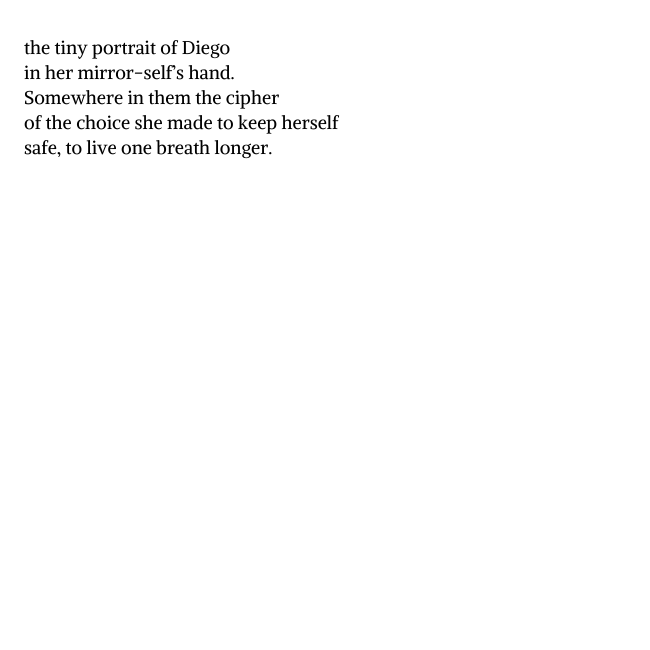 the tiny portrait of Diego
in her mirror-self's hand.
Somewhere in them the cipher
of the choice she made to keep herself
safe, to live one breath longer.